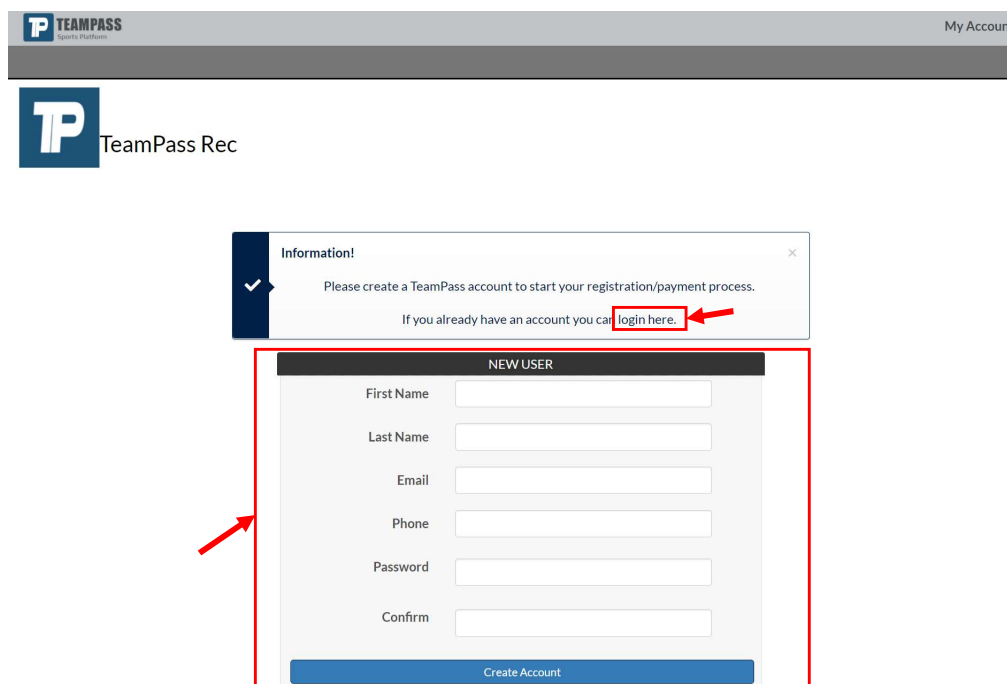 TEAMPASS
Sports Platform
My Accoun
TP
TeamPass Rec
Information!
×
Please create a TeamPass account to start your registration/payment process.
If you already have an account you can login here.
NEW USER
First Name
Last Name
Email
Phone
Password
Confirm
Create Account